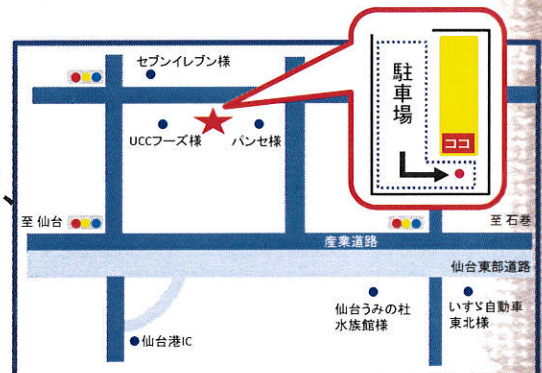 セブンイレブン様
駐車場
ココ
UCCフーズ様
パンセ様
至 仙台
至 石巻
産業道路
仙台東部道路
仙台うみの杜
水族館様
いすゞ自動車
東北様
仙台港IC